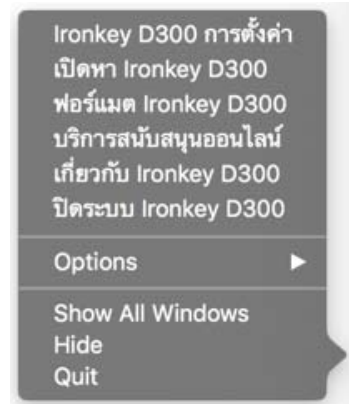 Ironkey D300 การตั้งค่า
เปิดหา Ironkey D300
ฟอร์แมต Ironkey D300
บริการสนับสนุนออนไลน์
เกี่ยวกับ Ironkey D300
ปิดระบบ Ironkey D300
Options
Show All Windows
Hide
Quit